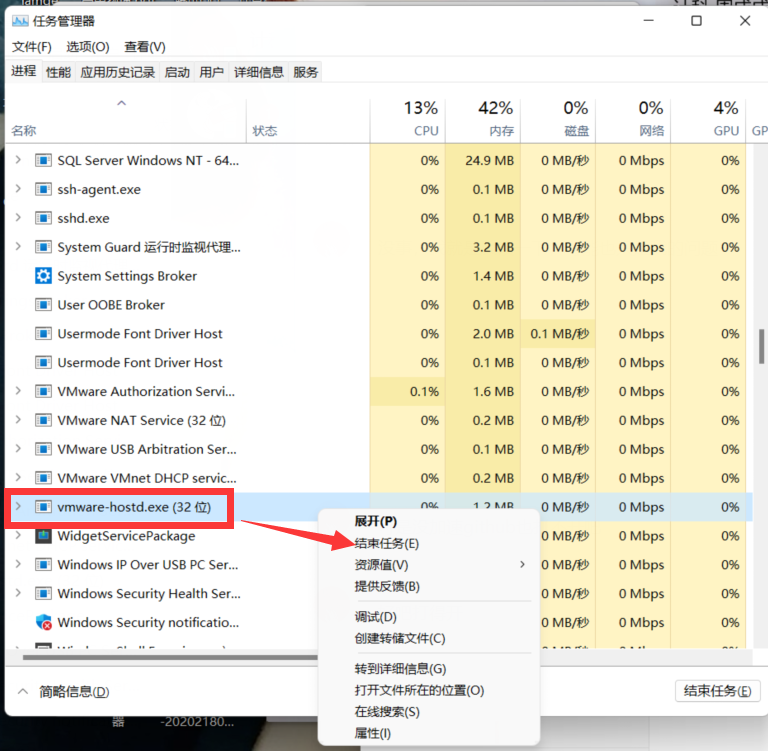 任务管理器
文件(F) 选项(O) 查看(V)
进程 性能 应用历史记录 启动 用户 详细信息 服务
13% 42% 0% 0% 4%
名称 状态 CPU 内存 磁盘 网络 GPU GP
SQL Server Windows NT - 64... 0% 24.9 MB 0 MB/秒 0 Mbps 0%
ssh-agent.exe 0% 0.1 MB 0 MB/秒 0 Mbps 0%
sshd.exe 0% 0.1 MB 0 MB/秒 0 Mbps 0%
System Guard 运行时监视代理... 0% 3.2 MB 0 MB/秒 0 Mbps 0%
System Settings Broker 0% 1.4 MB 0 MB/秒 0 Mbps 0%
User OOBE Broker 0% 0.1 MB 0 MB/秒 0 Mbps 0%
Usermode Font Driver Host 0% 2.0 MB 0.1 MB/秒 0 Mbps 0%
Usermode Font Driver Host 0% 0.1 MB 0 MB/秒 0 Mbps 0%
VMware Authorization Servi... 0.1% 1.6 MB 0 MB/秒 0 Mbps 0%
VMware NAT Service (32 位) 0% 0.2 MB 0 MB/秒 0 Mbps 0%
VMware USB Arbitration Ser... 0% 0.1 MB 0 MB/秒 0 Mbps 0%
VMware VMnet DHCP servic... 0% 0.2 MB 0 MB/秒 0 Mbps 0%
vmware-hostd.exe (32 位) 0% 1.2 MB 0 MB/秒 0 Mbps 0%
WidgetServicePackage 0 MB/秒 0 Mbps 0%
Windows IP Over USB PC Ser... 0 MB/秒 0 Mbps 0%
Windows Security Health Ser... 0 MB/秒 0 Mbps 0%
Windows Security notificatio... 0 MB/秒 0 Mbps 0%
展开(P)
结束任务(E)
资源值(V)
提供反馈(B)
调试(D)
创建转储文件(C)
转到详细信息(G)
打开文件所在的位置(O)
在线搜索(S)
属性(I)
简略信息(D) 结束任务(E)
器 -20202180...